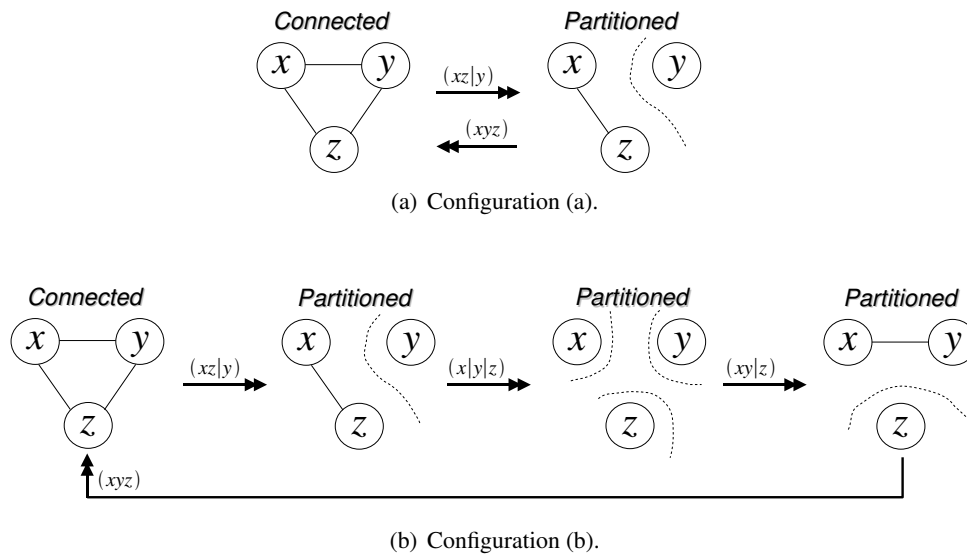 Connected Partitioned
x y (xz|y) x y
z (xyz) z
(a) Configuration (a).
Connected Partitioned Partitioned Partitioned
x y (xz|y) x y (x|y|z) x y (xy|z) x y
z z z z
(xyz)
(b) Configuration (b).